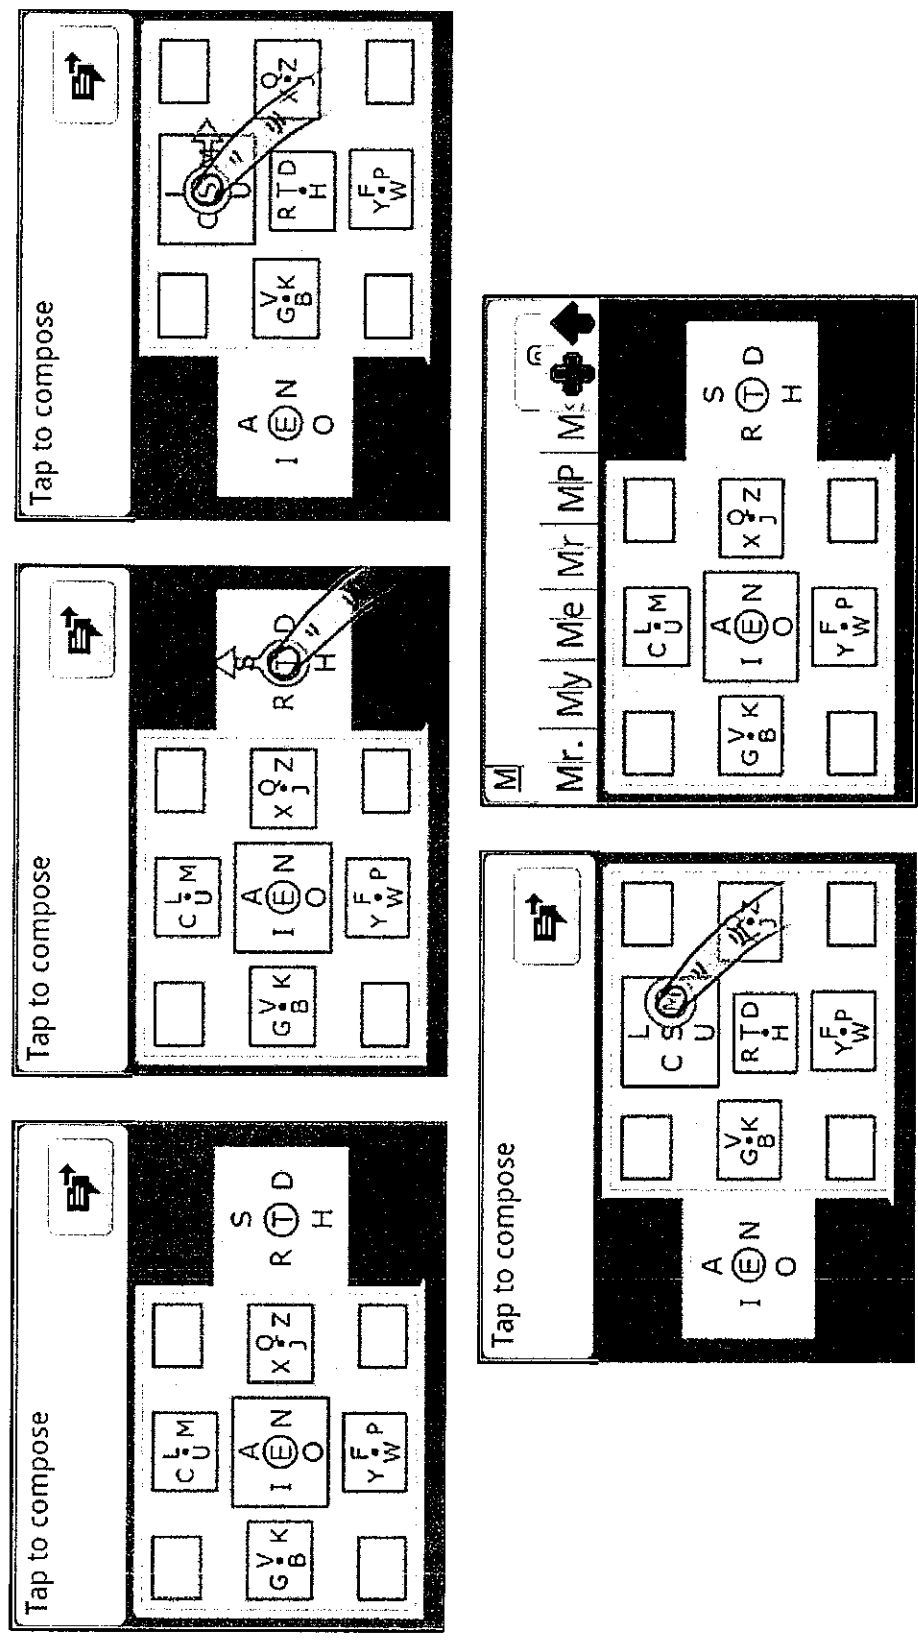 Tap to compose
L
C M
U
A
I E N
O
S
R T D
H
V
G K
B
Q
X Z
J
F
Y P
W
Tap to compose
L
C M
U
A
I E N
O
S
R T D
H
V
G K
B
Q
X Z
J
F
Y P
W
Tap to compose
A
I E N
O
L
C S
U
V
G K
B
T
R D
H
Q
X Z
J
F
Y P
W
Tap to compose
A
I E N
O
L
C S M
U
V
G K
B
T
R D
H
J
F
Y P
W
M
Mr. My Me Mr MP
L
C M
U
A
I E N
O
S
R T D
H
V
G K
B
Q
X Z
J
F
Y P
W